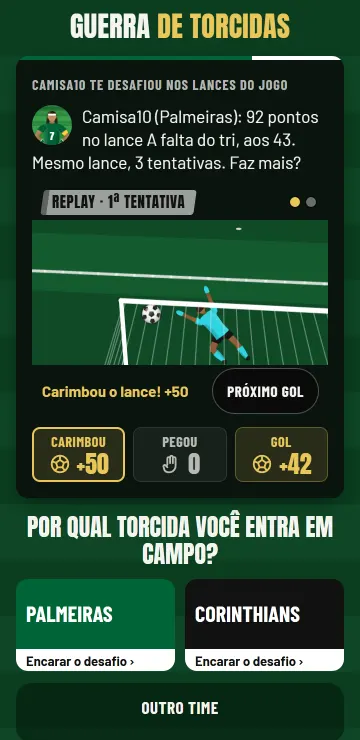 GUERRA DE TORCIDAS
CAMISA10 TE DESAFIOU NOS LANCES DO JOGO
7
Camisa10 (Palmeiras): 92 pontos
no lance A falta do tri, aos 43.
Mesmo lance, 3 tentativas. Faz mais?
REPLAY · 1ª TENTATIVA
Carimbou o lance! +50
PRÓXIMO GOL
CARIMBOU
+50
PEGOU
0
GOL
+42
POR QUAL TORCIDA VOCÊ ENTRA EM
CAMPO?
PALMEIRAS
Encarar o desafio ›
CORINTHIANS
Encarar o desafio ›
OUTRO TIME